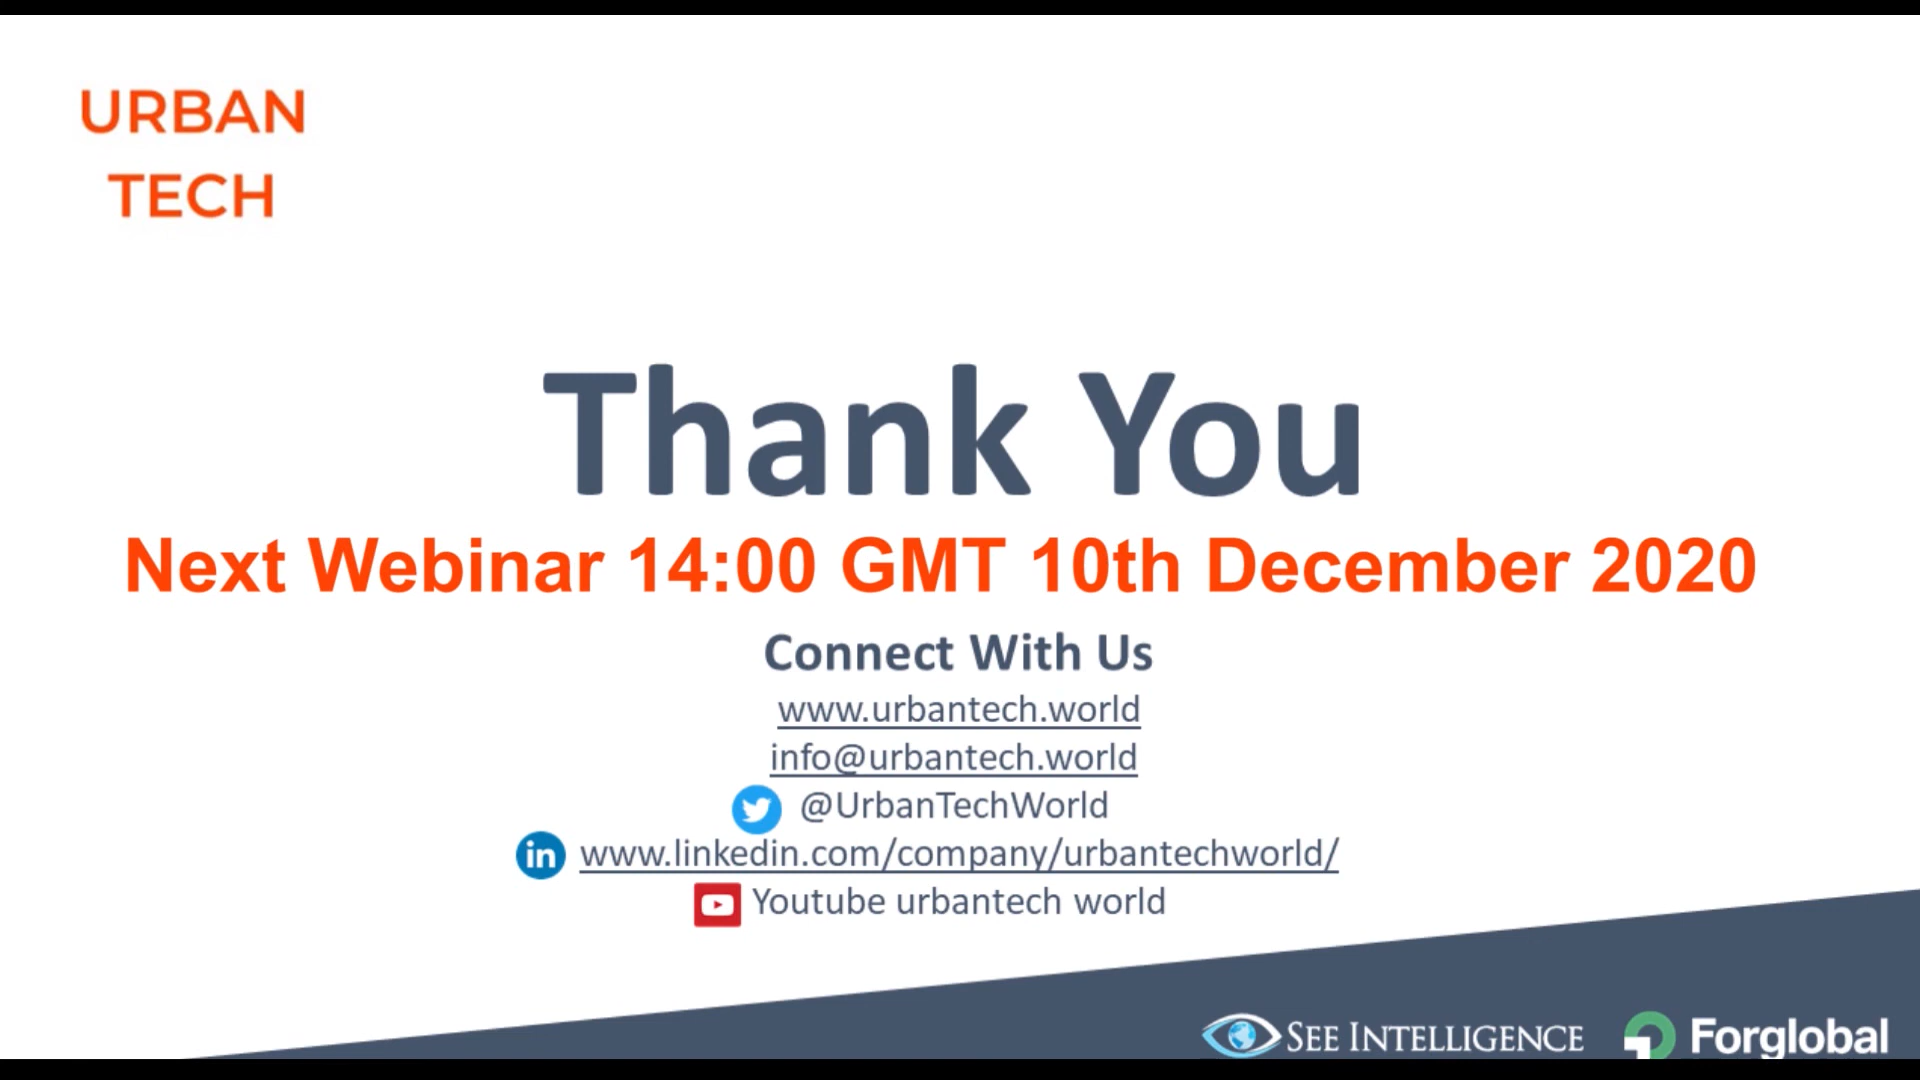 URBAN
TECH
Thank You
Next Webinar 14:00 GMT 10th December 2020
Connect With Us
www.urbantech.world
info@urbantech.world
@UrbanTechWorld
in www.linkedin.com/company/urbantechworld/
Youtube urbantech world
SEE INTELLIGENCE
Forglobal